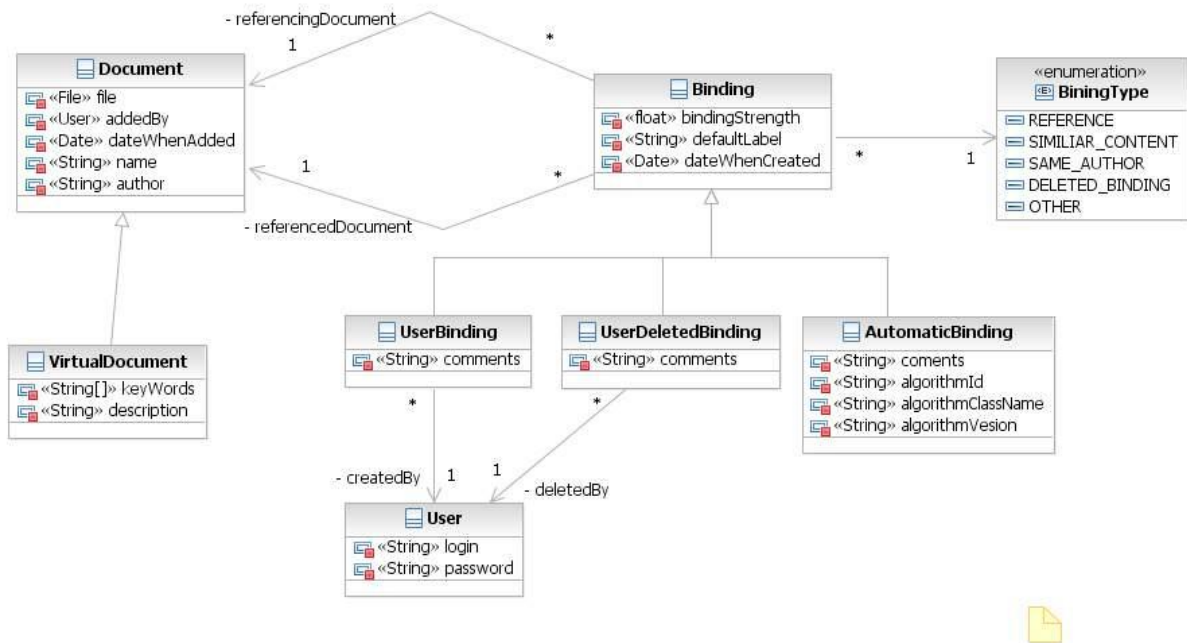 - referencingDocument
1
*
Document
«File» file
«User» addedBy
«Date» dateWhenAdded
«String» name
«String» author
Binding
«float» bindingStrength
«String» defaultLabel
«Date» dateWhenCreated
*
1
«enumeration»
BiningType
REFERENCE
SIMILIAR_CONTENT
SAME_AUTHOR
DELETED_BINDING
OTHER
1
*
- referencedDocument
VirtualDocument
«String[]» keyWords
«String» description
UserBinding
«String» comments
UserDeletedBinding
«String» comments
AutomaticBinding
«String» coments
«String» algorithmId
«String» algorithmClassName
«String» algorithmVesion
*
*
- createdBy
1
1
- deletedBy
User
«String» login
«String» password